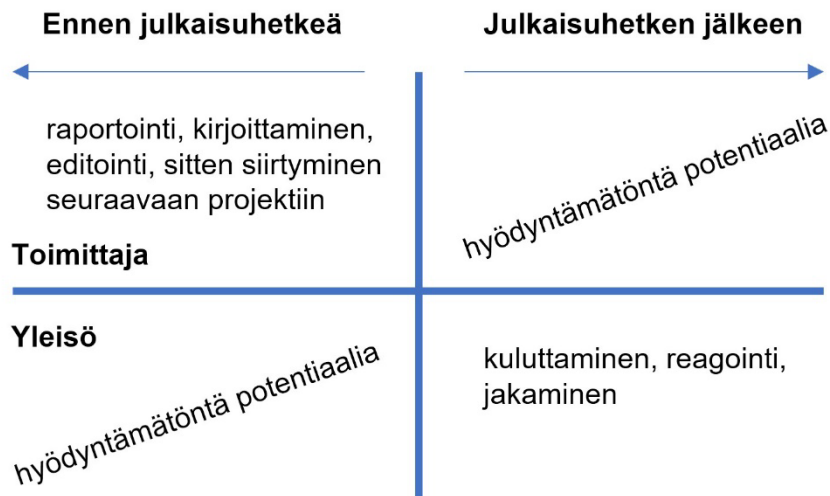 Ennen julkaisuhetkeä
Julkaisuhetken jälkeen
raportointi, kirjoittaminen,
editointi, sitten siirtyminen
seuraavaan projektiin
hyödyntämätöntä potentiaalia
Toimittaja
Yleisö
hyödyntämätöntä potentiaalia
kuluttaminen, reagointi,
jakaminen